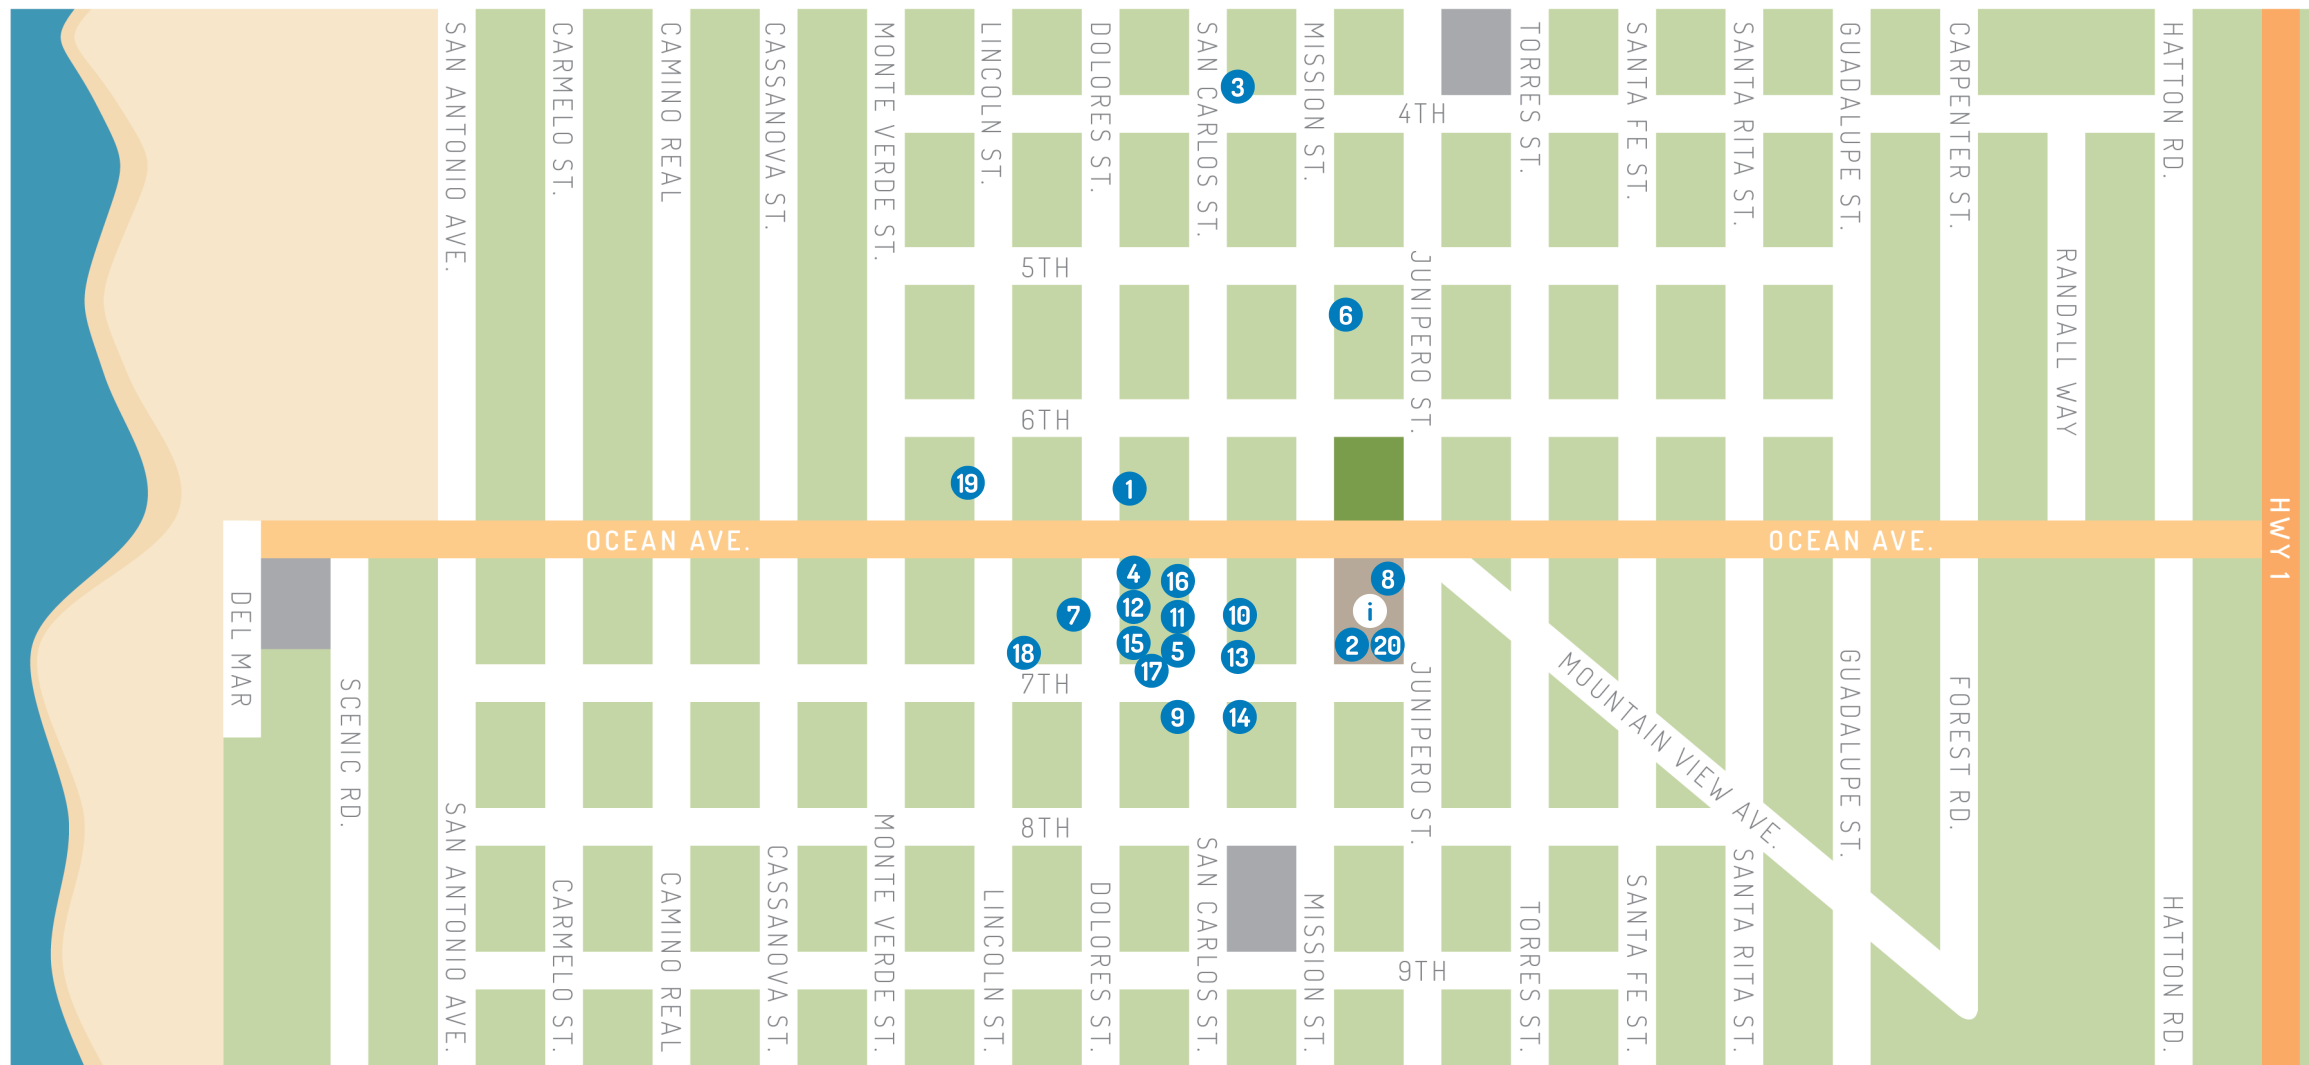 SAN ANTONIO AVE.
CARMELO ST.
CAMINO REAL
CASSANOVA ST.
MONTE VERDE ST.
LINCOLN ST.
DOLORES ST.
SAN CARLOS ST.
MISSION ST.
TORRES ST.
SANTA FE ST.
SANTA RITA ST.
GUADALUPE ST.
CARPENTER ST.
HATTON RD.
3
4TH
5TH
JUNIPERO ST.
RANDALL WAY
6
6TH
19
1
HWY 1
OCEAN AVE.
OCEAN AVE.
4
16
8
DEL MAR
12
7
11
10
i
15
18
5
13
2
20
17
7TH
SCENIC RD.
JUNIPERO ST.
MOUNTAIN VIEW AVE.
GUADALUPE ST.
FOREST RD.
9
14
8TH
SAN ANTONIO AVE.
CARMELO ST.
CAMINO REAL
CASSANOVA ST.
MONTE VERDE ST.
LINCOLN ST.
DOLORES ST.
SAN CARLOS ST.
MISSION ST.
9TH
TORRES ST.
SANTA FE ST.
SANTA RITA ST.
HATTON RD.